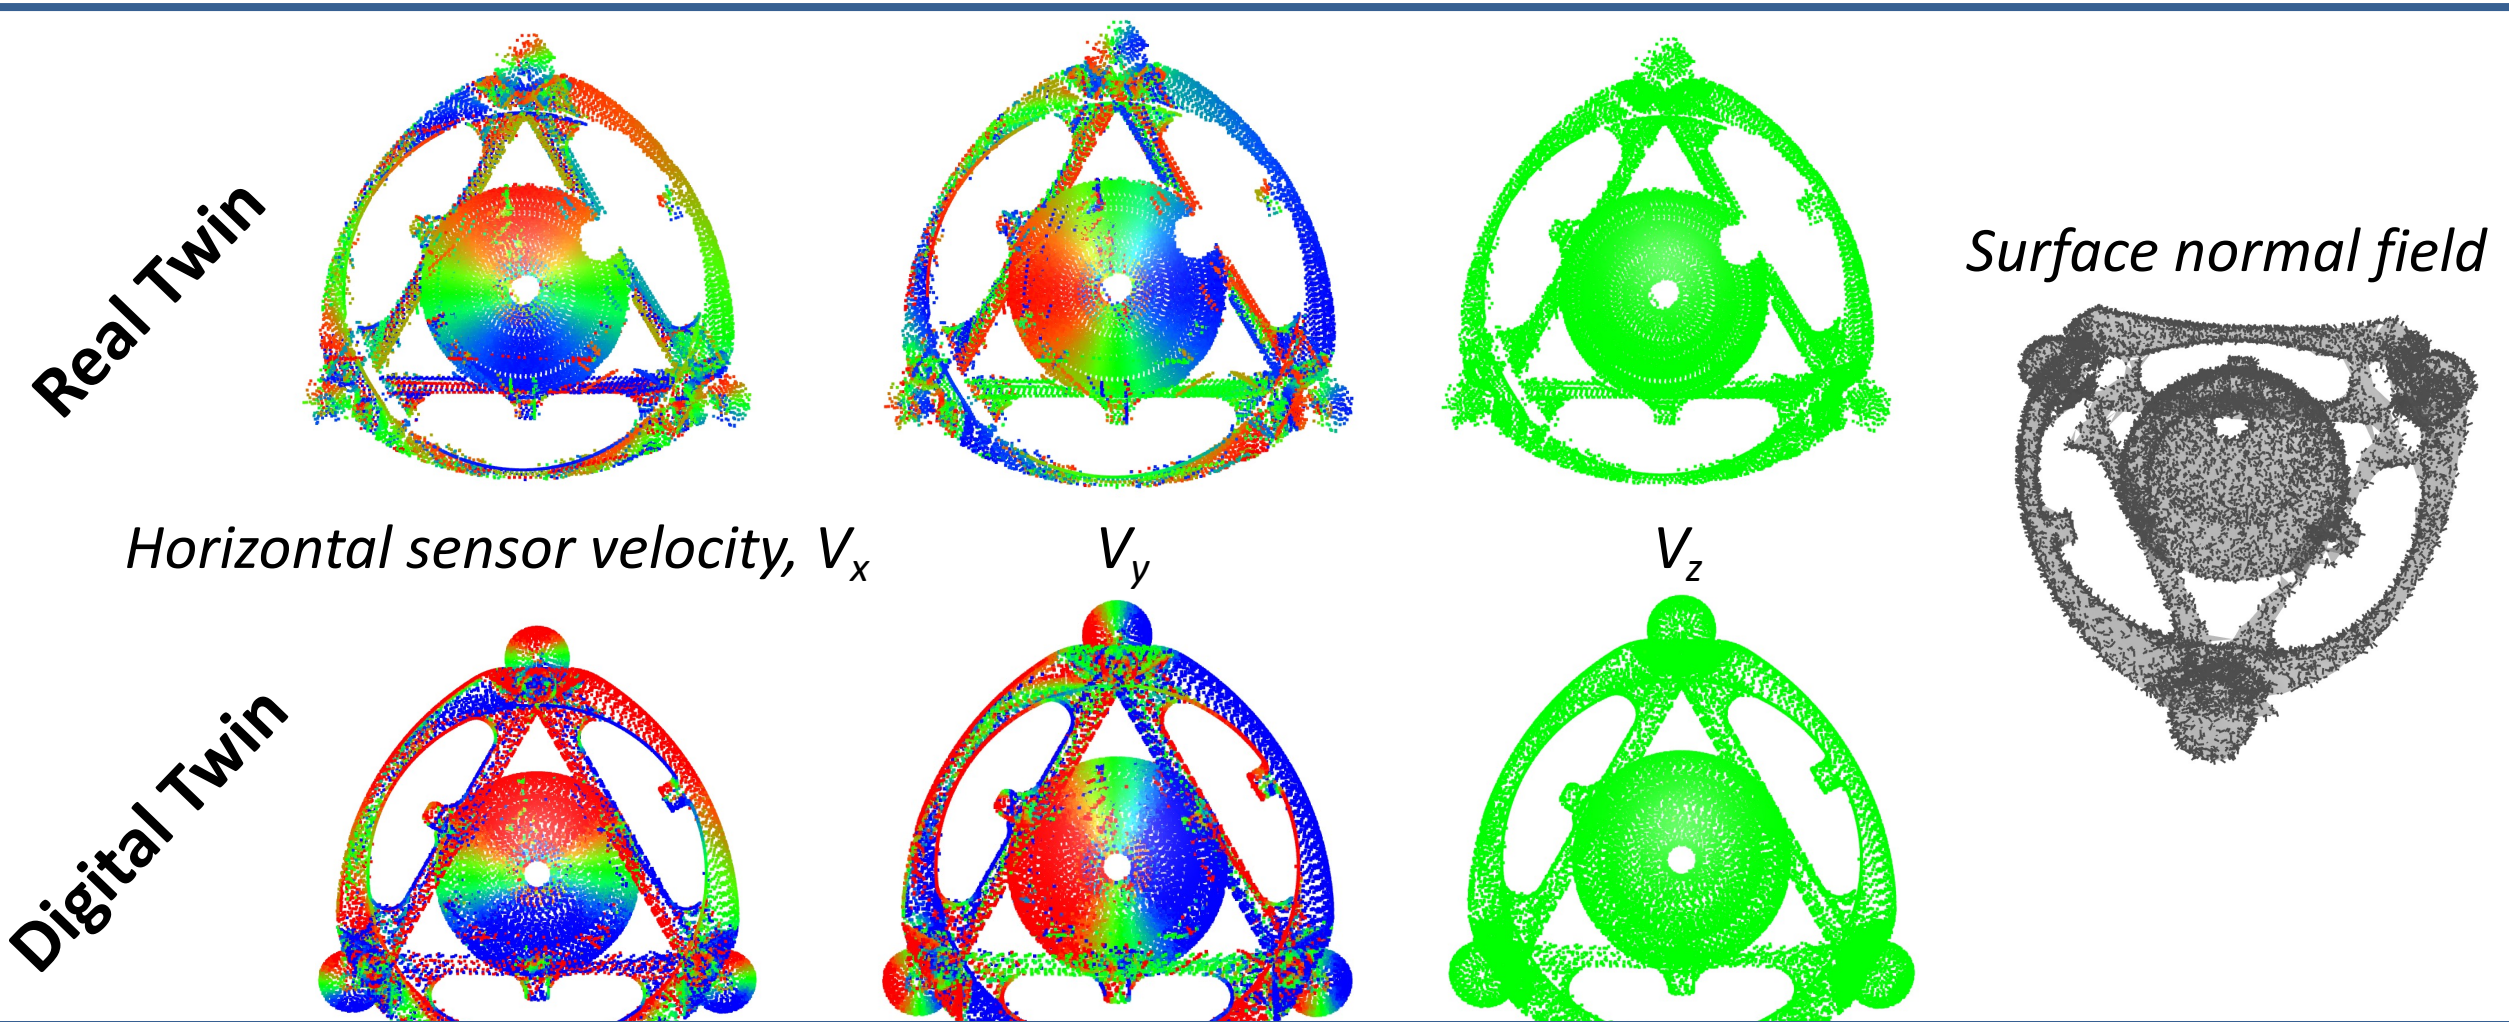 Real Twin
Surface normal field
Horizontal sensor velocity, Vx
Vy
Vz
Digital Twin